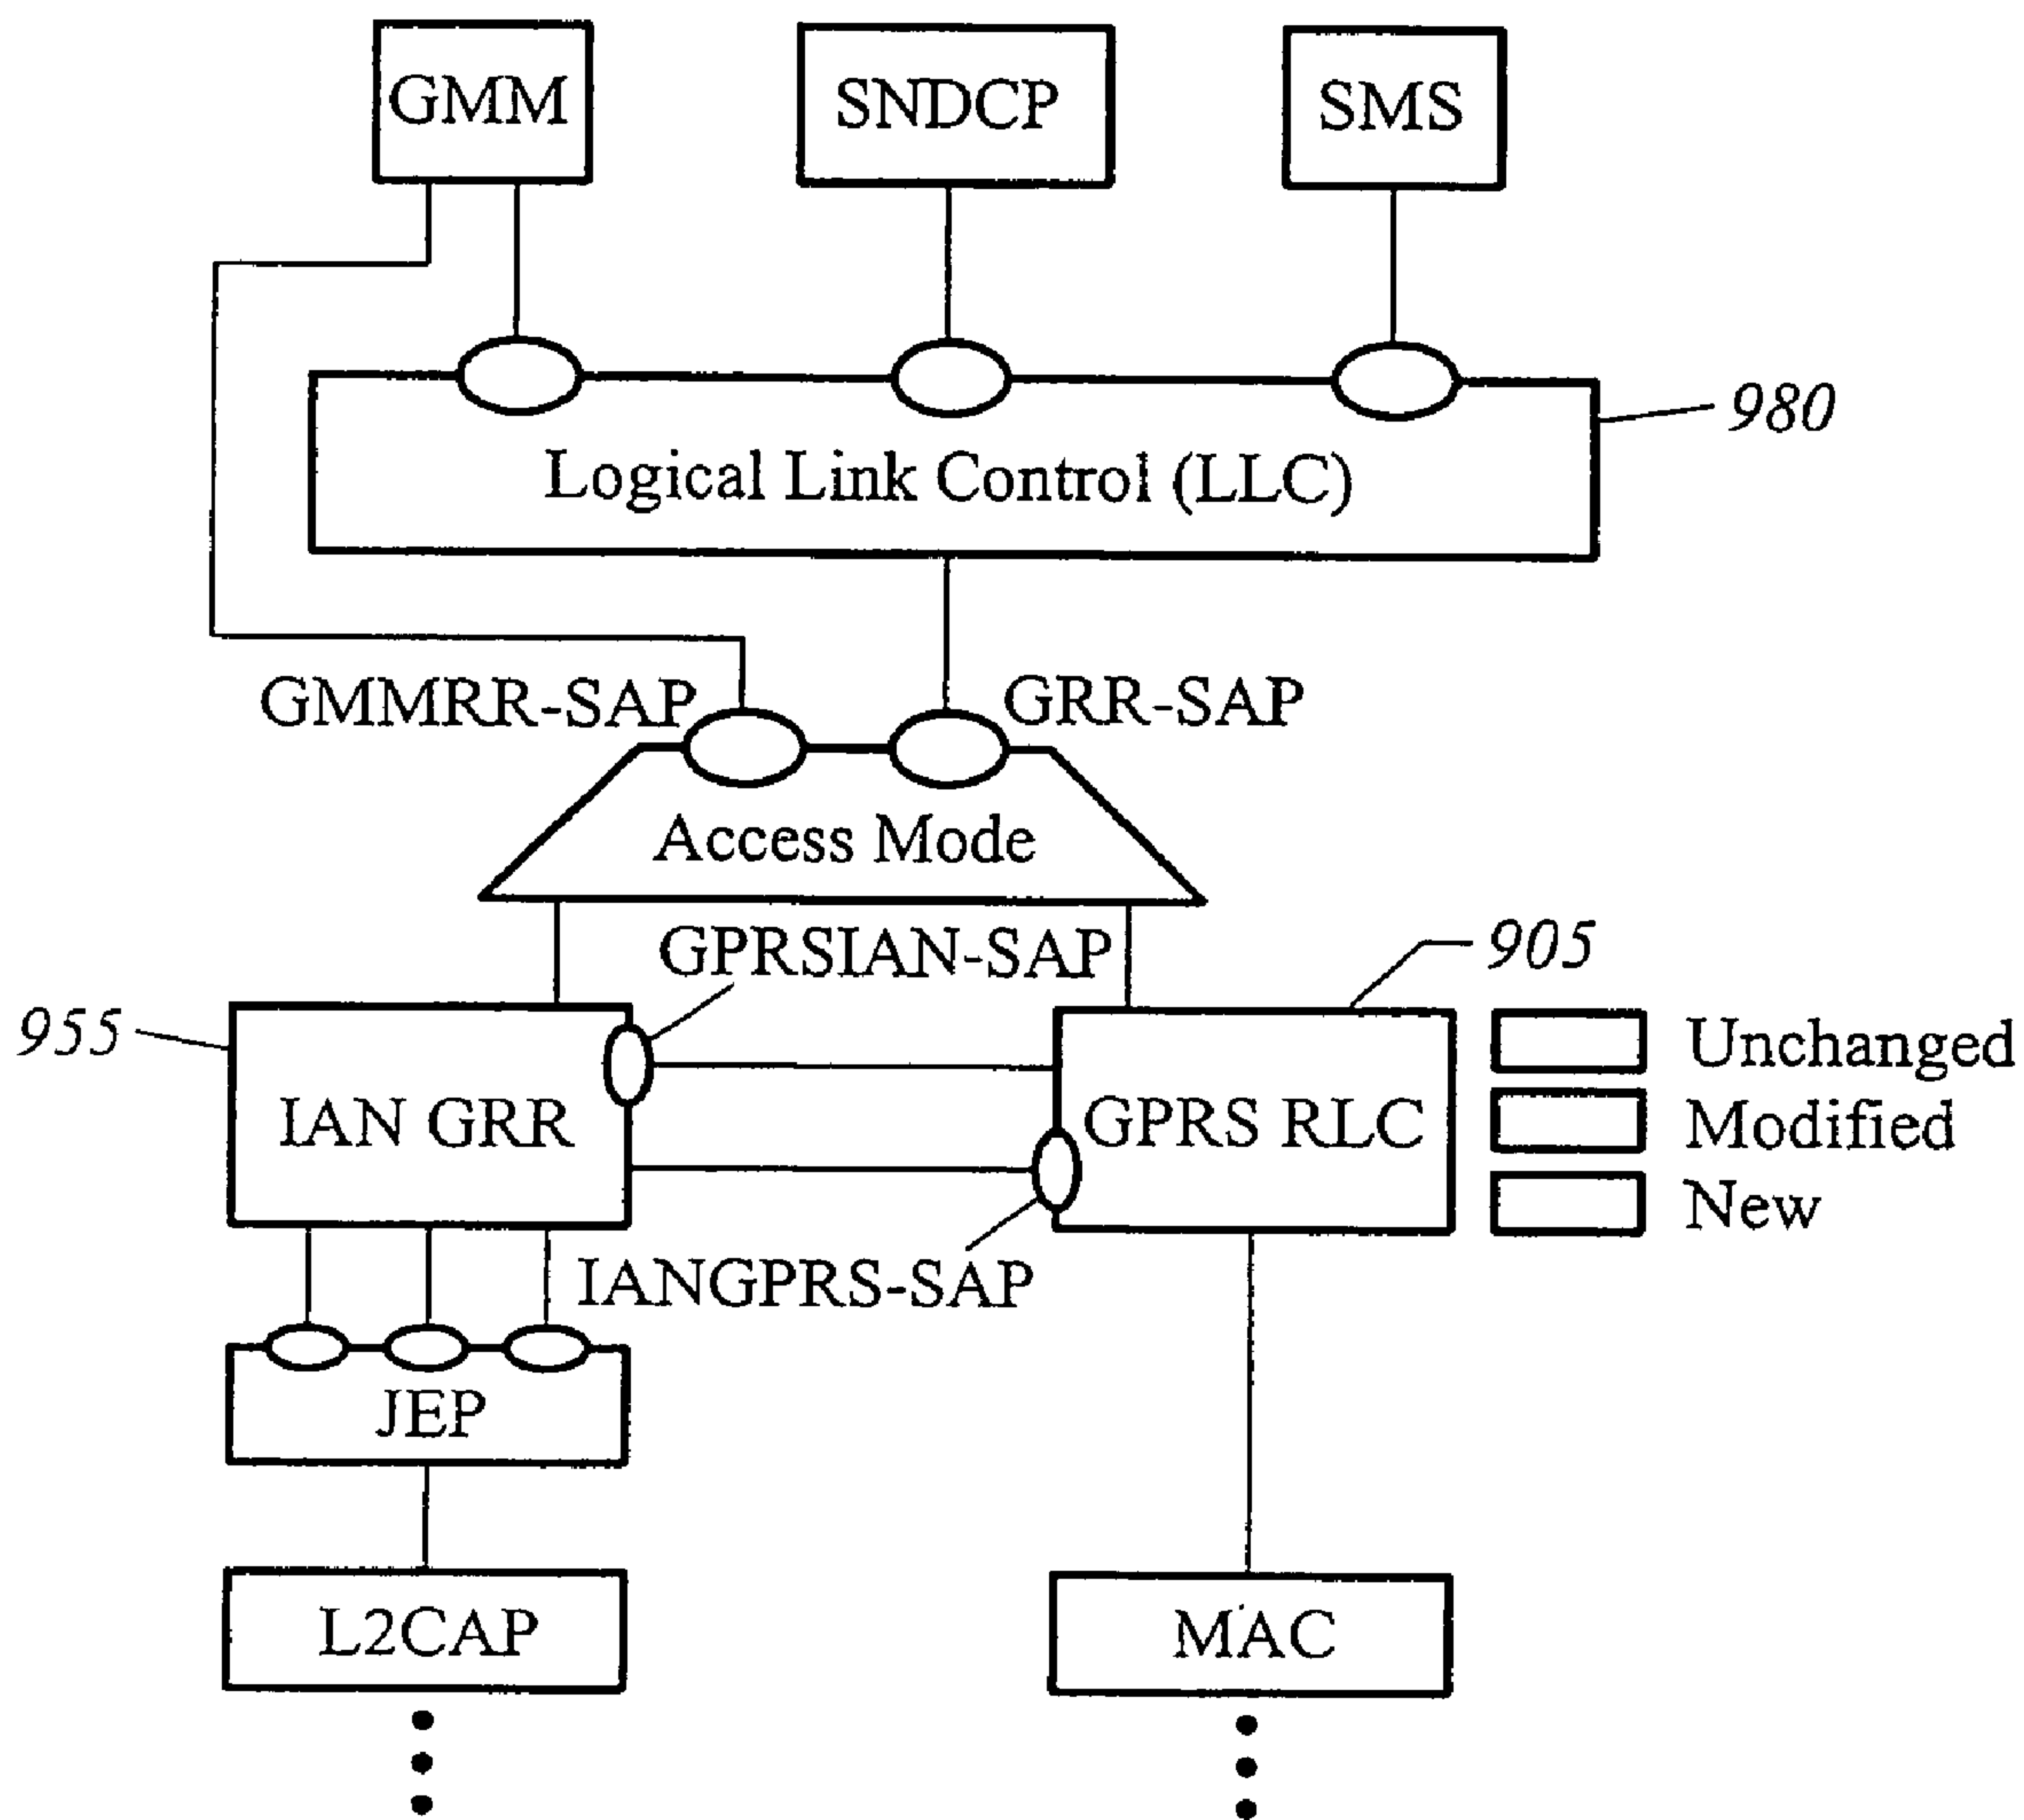 GMM
SNDCP
SMS
980
Logical Link Control (LLC)
GMMRR-SAP
GRR-SAP
Access Mode
GPRSIAN-SAP
905
955
Unchanged
IAN GRR
GPRS RLC
Modified
New
IANGPRS-SAP
JEP
L2CAP
MAC